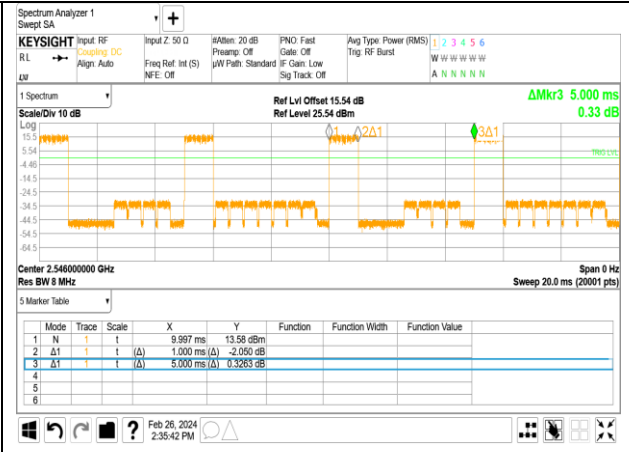 Spectrum Analyzer 1
Swept SA
+
KEYSIGHT Input: RF Input Z: 50 Ω #Atten: 20 dB PNO: Fast Avg Type: Power (RMS) 1 2 3 4 5 6
RL Coupling: DC Preamp: Off Gate: Off Trig: RF Burst
Align: Auto Freq Ref: Int (S) µW Path: Standard IF Gain: Low W W W W W W
NFE: Off Sig Track: Off A N N N N N
1 Spectrum
Ref Lvl Offset 15.54 dB ΔMkr3 5.000 ms
Scale/Div 10 dB Ref Level 25.54 dBm 0.33 dB
Log
15.5
5.54
-4.46
-14.5
-24.5
-34.5
-44.5
-54.5
-64.5
1 2Δ1 3Δ1
TRIG LVL
Center 2.546000000 GHz Span 0 Hz
Res BW 8 MHz Sweep 20.0 ms (20001 pts)
5 Marker Table
Mode Trace Scale X Y Function Function Width Function Value
1 N 1 t 9.997 ms 13.58 dBm
2 Δ1 1 t (Δ) 1.000 ms (Δ) -2.050 dB
3 Δ1 1 t (Δ) 5.000 ms (Δ) 0.3263 dB
4
5
6
? Feb 26, 2024
2:35:42 PM